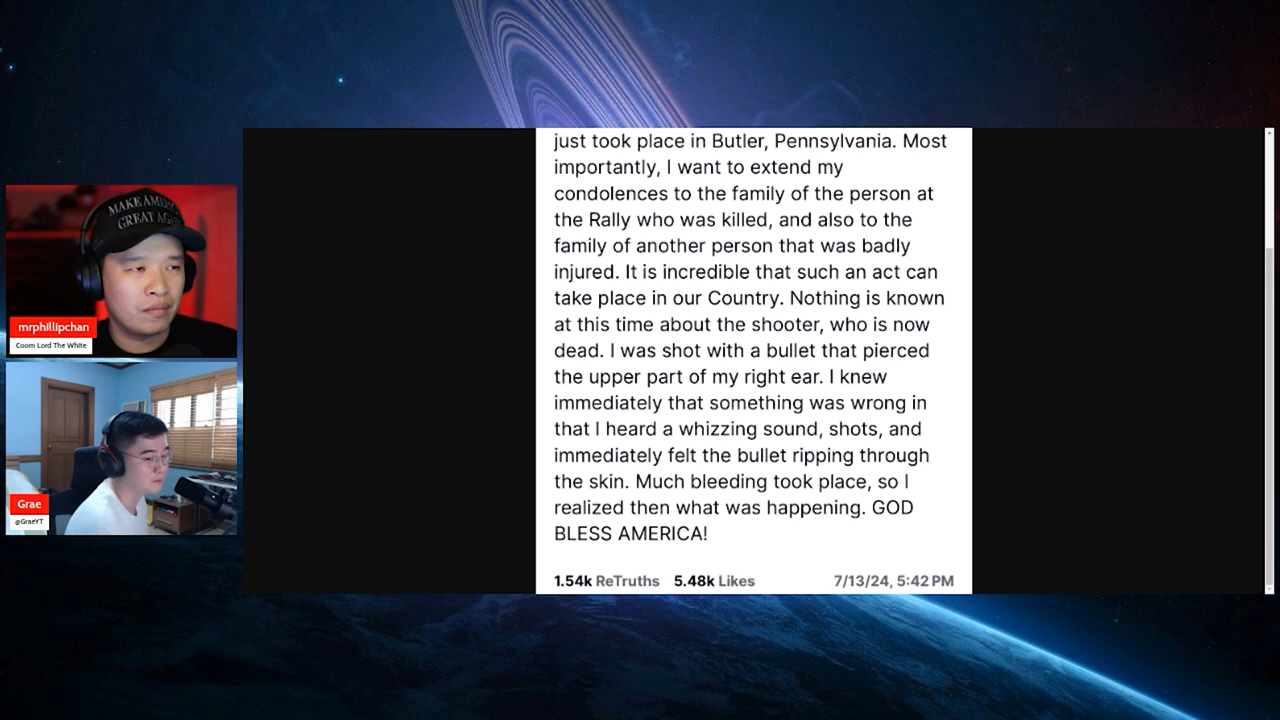 MAKE AMERICA
GREAT AGAIN
mrphillipchan
Coom Lord The White
Grae
@GraeYT
just took place in Butler, Pennsylvania. Most
importantly, I want to extend my
condolences to the family of the person at
the Rally who was killed, and also to the
family of another person that was badly
injured. It is incredible that such an act can
take place in our Country. Nothing is known
at this time about the shooter, who is now
dead. I was shot with a bullet that pierced
the upper part of my right ear. I knew
immediately that something was wrong in
that I heard a whizzing sound, shots, and
immediately felt the bullet ripping through
the skin. Much bleeding took place, so I
realized then what was happening. GOD
BLESS AMERICA!
1.54k ReTruths 5.48k Likes 7/13/24, 5:42 PM